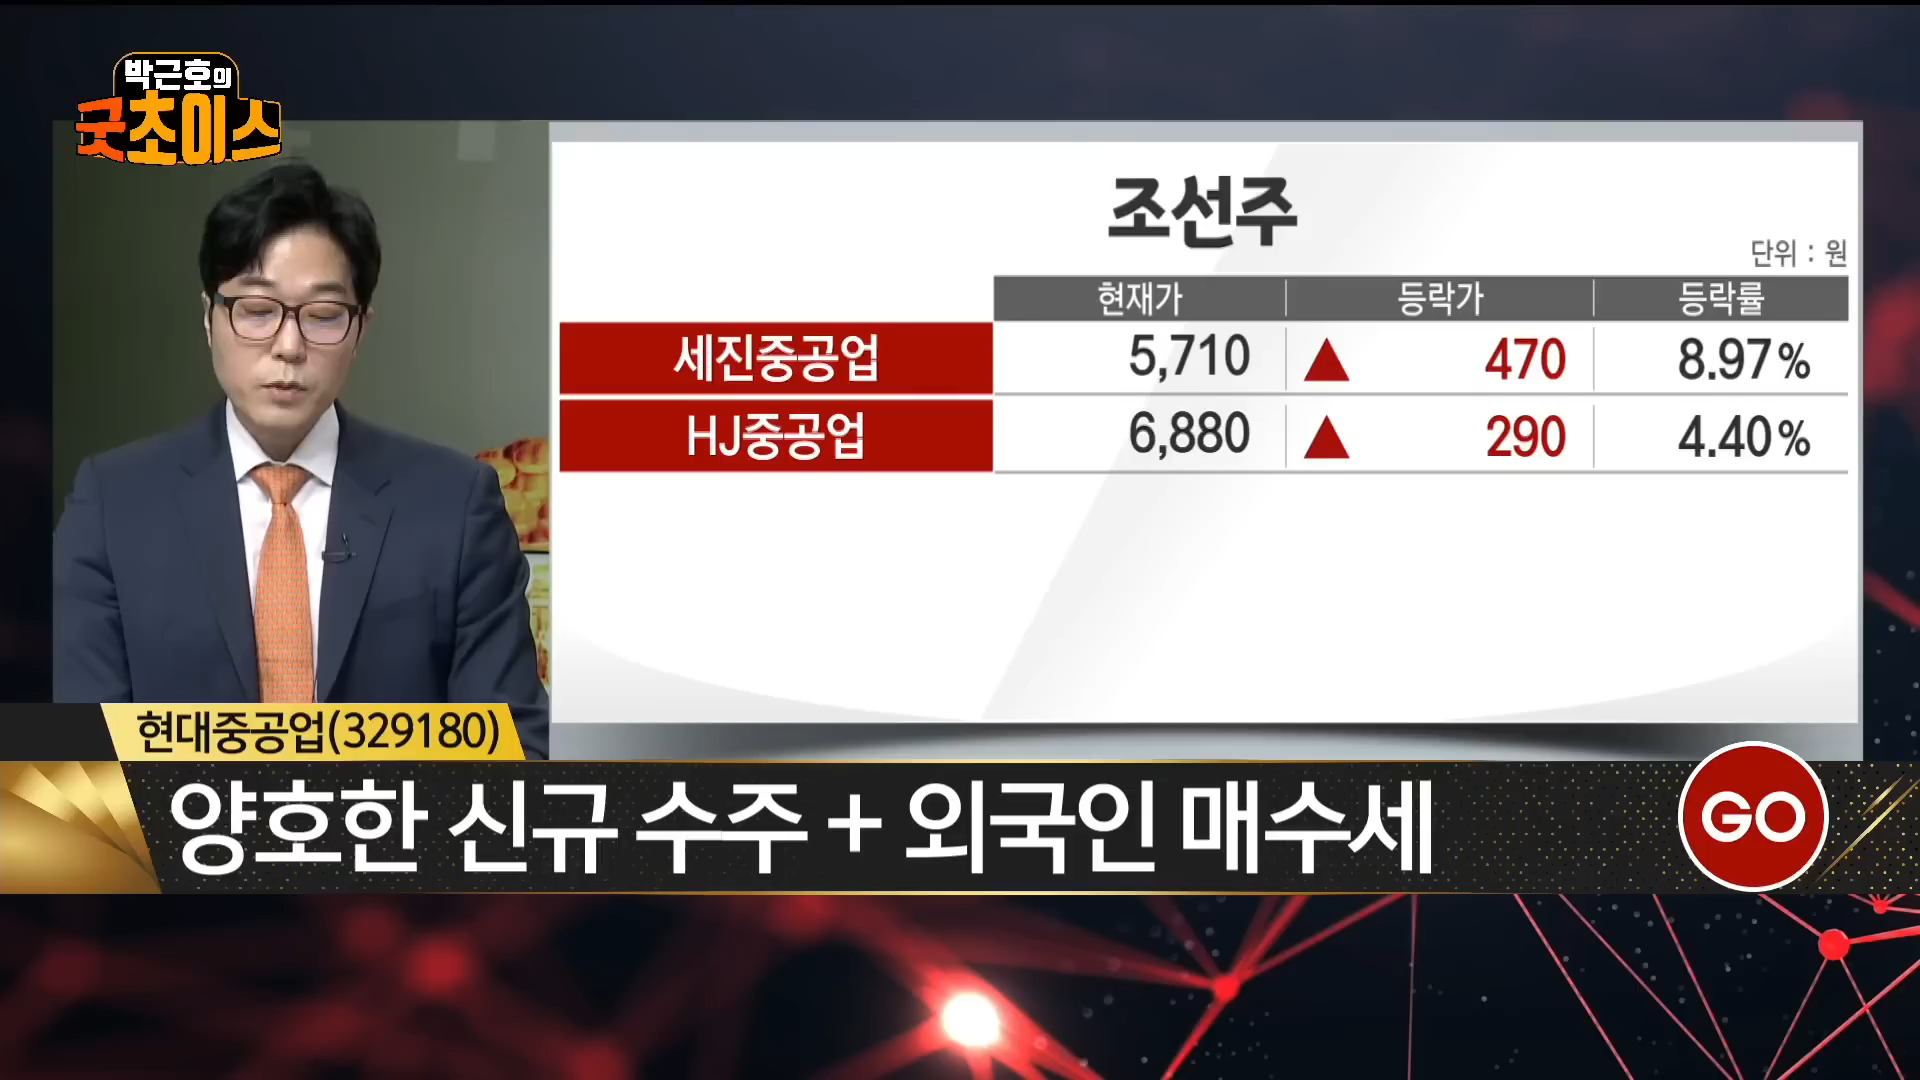 박근호의
굿초이스
조선주
단위 : 원
현재가 등락가 등락률
세진중공업 5,710 ▲ 470 8.97%
HJ중공업 6,880 ▲ 290 4.40%
현대중공업(329180)
양호한 신규 수주 + 외국인 매수세
GO